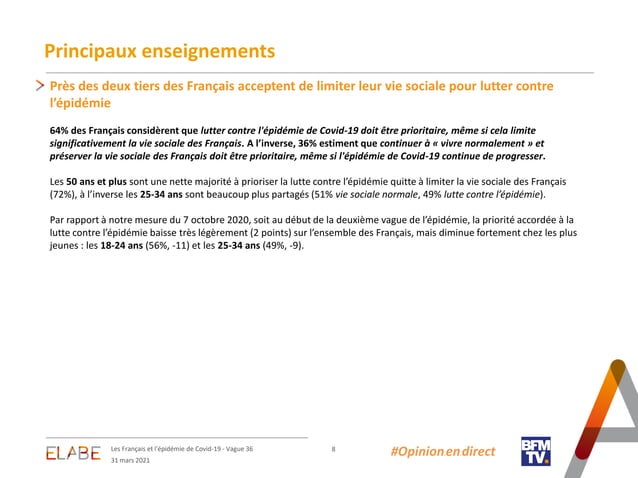 Principaux enseignements
Près des deux tiers des Français acceptent de limiter leur vie sociale pour lutter contre
l'épidémie
64% des Français considèrent que lutter contre l'épidémie de Covid-19 doit être prioritaire, même si cela limite
significativement la vie sociale des Français. A l'inverse, 36% estiment que continuer à « vivre normalement » et
préserver la vie sociale des Français doit être prioritaire, même si l'épidémie de Covid-19 continue de progresser.
Les 50 ans et plus sont une nette majorité à prioriser la lutte contre l'épidémie quitte à limiter la vie sociale des Français
(72%), à l'inverse les 25-34 ans sont beaucoup plus partagés (51% vie sociale normale, 49% lutte contre l'épidémie).
Par rapport à notre mesure du 7 octobre 2020, soit au début de la deuxième vague de l'épidémie, la priorité accordée à la
lutte contre l'épidémie baisse très légèrement (2 points) sur l'ensemble des Français, mais diminue fortement chez les plus
jeunes : les 18-24 ans (56%, -11) et les 25-34 ans (49%, -9).
ELABE
Les Français et l'épidémie de Covid-19 - Vague 36
31 mars 2021
8
#Opinion en direct
BFM
TV.